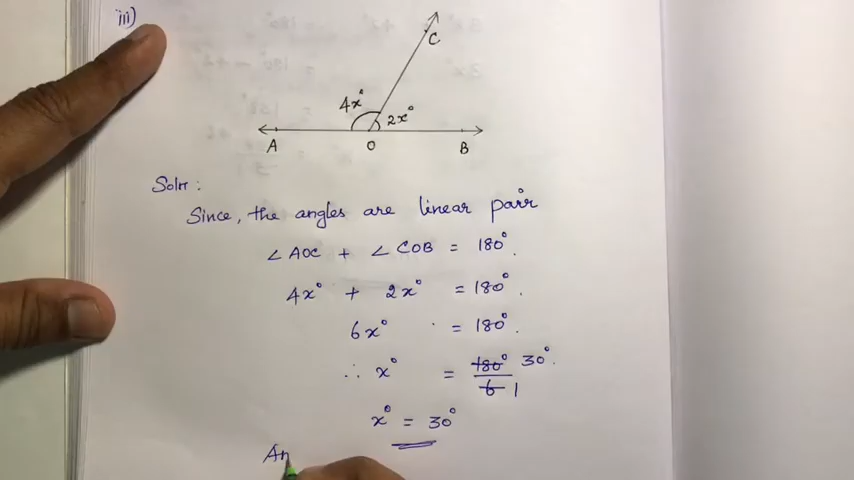 iii)
C
4x° 2x°
A O B
Soln :
Since, the angles are linear pair
∠AOC + ∠COB = 180°.
4x° + 2x° = 180°.
6x° = 180°.
∴ x° = 180°/6 30°. 1
x° = 30°
An